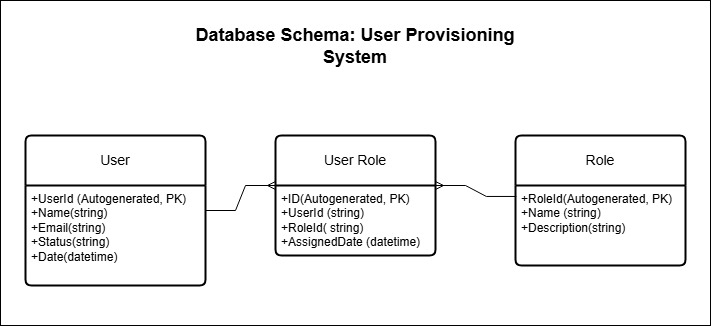 Database Schema: User Provisioning
System
User
+UserId (Autogenerated, PK)
+Name(string)
+Email(string)
+Status(string)
+Date(datetime)
User Role
+ID(Autogenerated, PK)
+UserId (string)
+RoleId( string)
+AssignedDate (datetime)
Role
+RoleId(Autogenerated, PK)
+Name (string)
+Description(string)